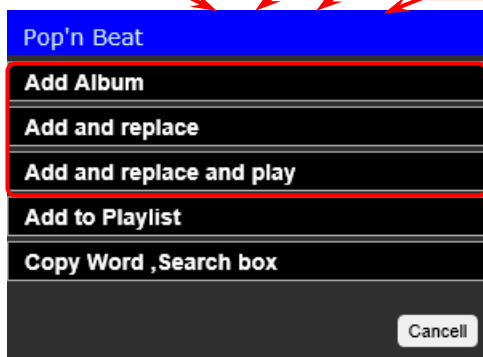 Pop'n Beat
Add Album
Add and replace
Add and replace and play
Add to Playlist
Copy Word ,Search box
Cancell